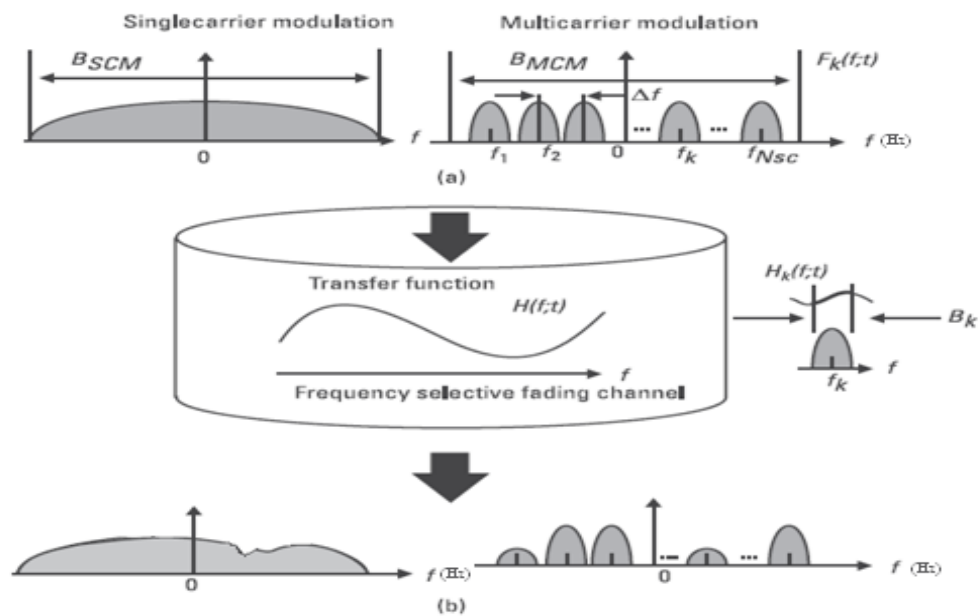 Singlecarrier modulation
Multicarrier modulation
B_SCM
B_MCM
F_k(f;t)
Δf
0
f
f_1
f_2
0
...
f_k
...
f_Nsc
f (Hz)
(a)
Transfer function
H(f;t)
f
Frequency selective fading channel
H_k(f;t)
B_k
f_k
f
0
f (Hz)
...
0
...
f (Hz)
(b)